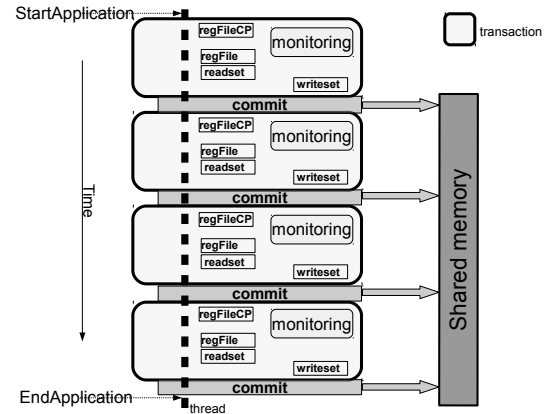 StartApplication
transaction
regFileCP
monitoring
regFile
readset
writeset
commit
regFileCP
monitoring
regFile
readset
writeset
commit
regFileCP
monitoring
regFile
readset
writeset
commit
regFileCP
monitoring
regFile
readset
writeset
commit
Time
Shared memory
EndApplication
thread